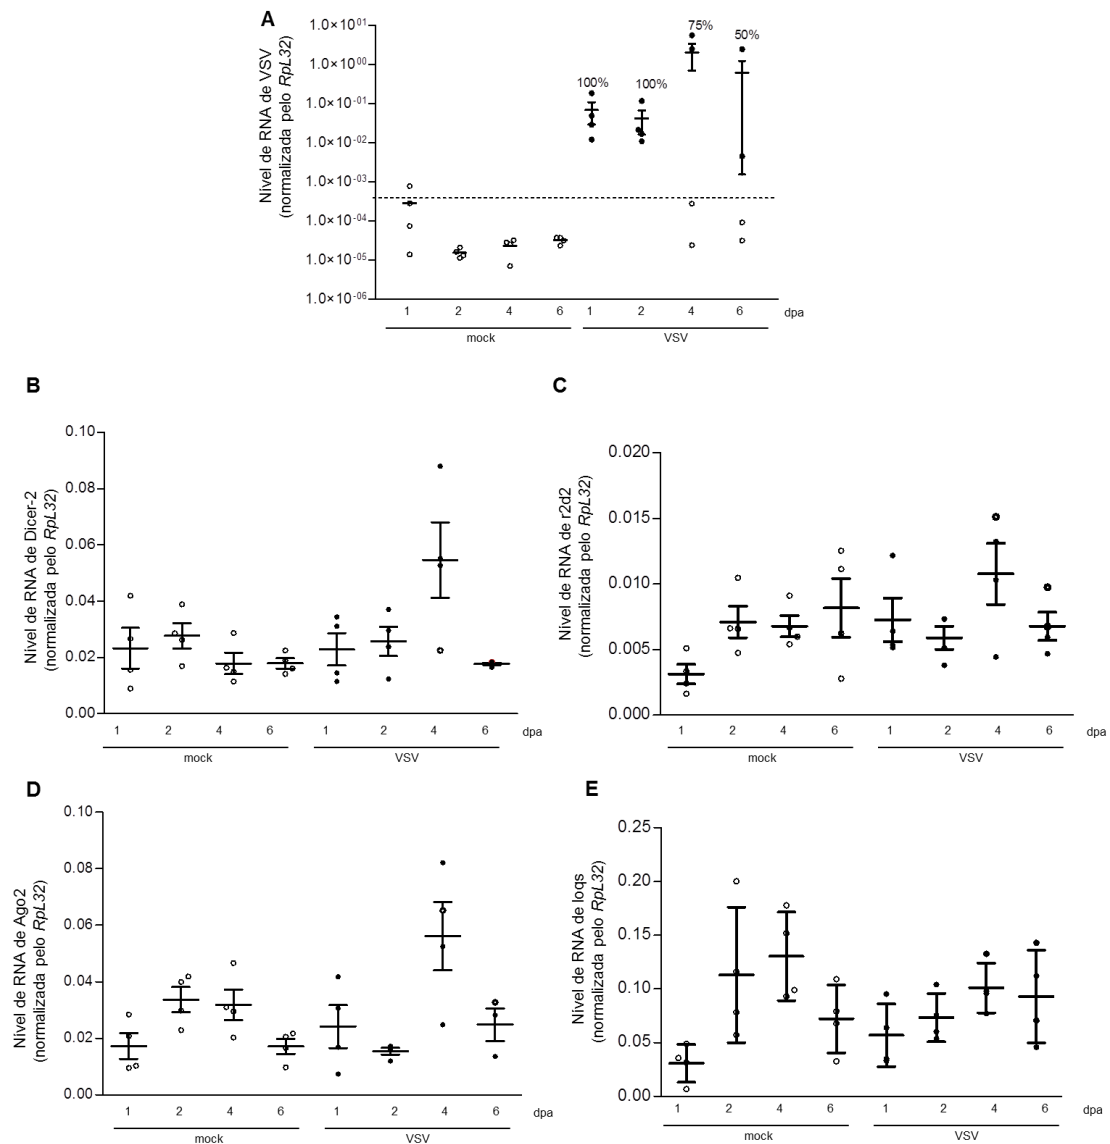 A
Nível de RNA de VSV
(normalizada pelo RpL32)
1.0×10⁰¹
1.0×10⁰⁰
1.0×10⁻⁰¹
1.0×10⁻⁰²
1.0×10⁻⁰³
1.0×10⁻⁰⁴
1.0×10⁻⁰⁵
1.0×10⁻⁰⁶
100%
100%
75%
50%
1 2 4 6 1 2 4 6 dpa
mock VSV
B
Nível de RNA de Dicer-2
(normalizada pelo RpL32)
0.10
0.08
0.06
0.04
0.02
0.00
1 2 4 6 1 2 4 6 dpa
mock VSV
C
Nível de RNA de r2d2
(normalizada pelo RpL32)
0.020
0.015
0.010
0.005
0.000
1 2 4 6 1 2 4 6 dpa
mock VSV
D
Nível de RNA de Ago2
(normalizada pelo RpL32)
0.10
0.08
0.06
0.04
0.02
0.00
1 2 4 6 1 2 4 6 dpa
mock VSV
E
Nível de RNA de loqs
(normalizada pelo RpL32)
0.25
0.20
0.15
0.10
0.05
0.00
1 2 4 6 1 2 4 6 dpa
mock VSV